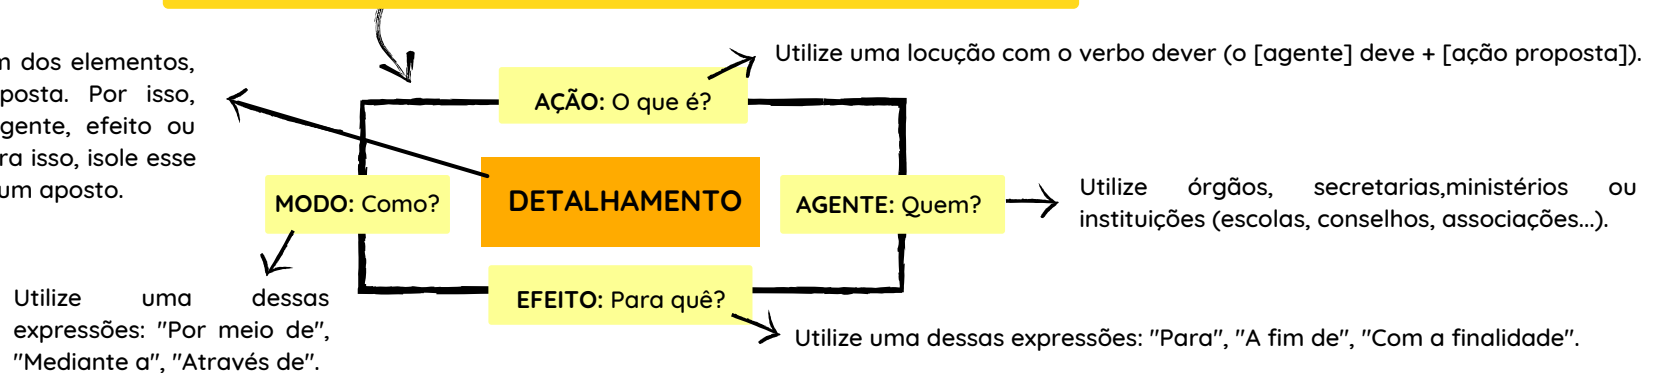 Utilize uma locução com o verbo dever (o [agente] deve + [ação proposta]).
dos elementos,
Por isso,
efeito ou
isso, isole esse
um aposto.
AÇÃO: O que é?
MODO: Como?
DETALHAMENTO
AGENTE: Quem?
Utilize órgãos, secretarias,ministérios ou
instituições (escolas, conselhos, associações...).
EFEITO: Para quê?
Utilize uma dessas
expressões: "Por meio de",
"Mediante a", "Através de".
Utilize uma dessas expressões: "Para", "A fim de", "Com a finalidade".